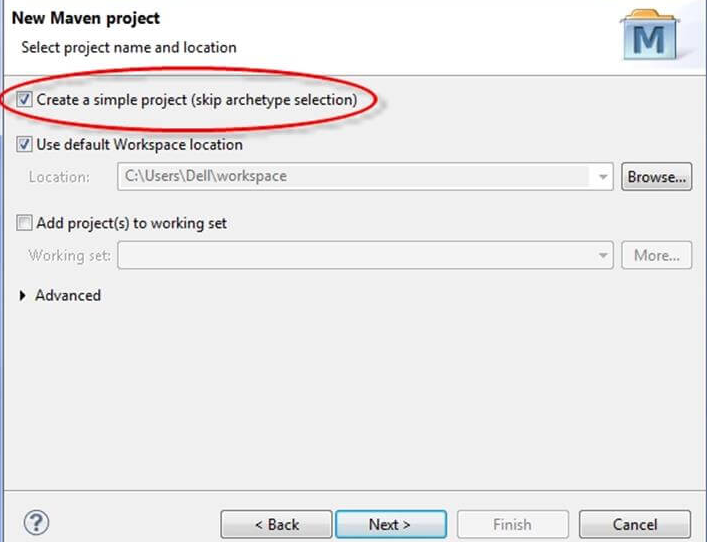 New Maven project
Select project name and location
M
Create a simple project (skip archetype selection)
Use default Workspace location
Location: C:\Users\Dell\workspace Browse...
Add project(s) to working set
Working set: More...
Advanced
? < Back Next > Finish Cancel